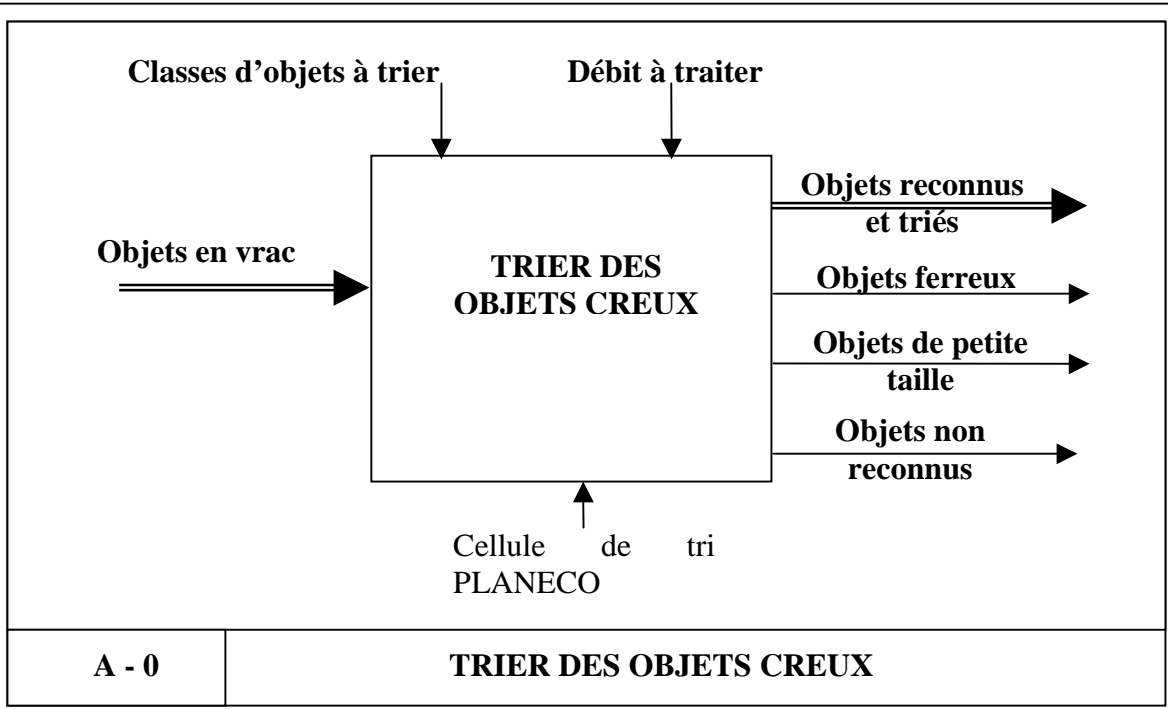 Classes d'objets à trier
Débit à traiter
Objets reconnus
et triés
Objets en vrac
TRIER DES
OBJETS CREUX
Objets ferreux
Objets de petite
taille
Objets non
reconnus
Cellule de tri
PLANECO
A - 0
TRIER DES OBJETS CREUX